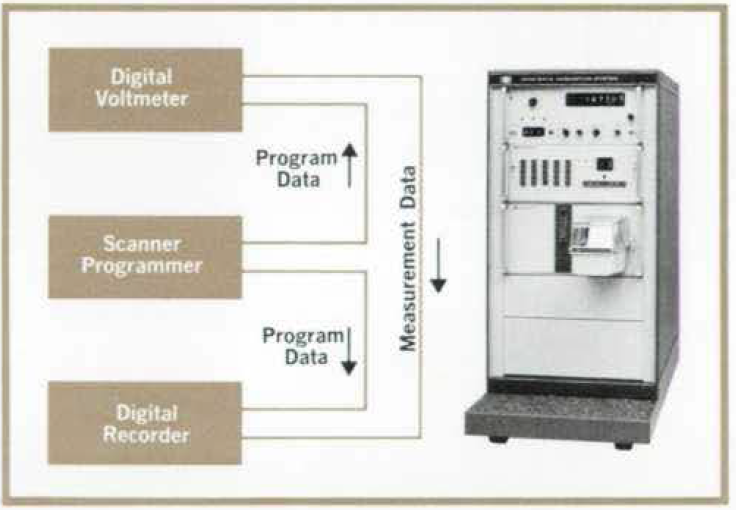 Digital
Voltmeter
Program
Data
Measurement Data
Scanner
Programmer
Program
Data
Digital
Recorder